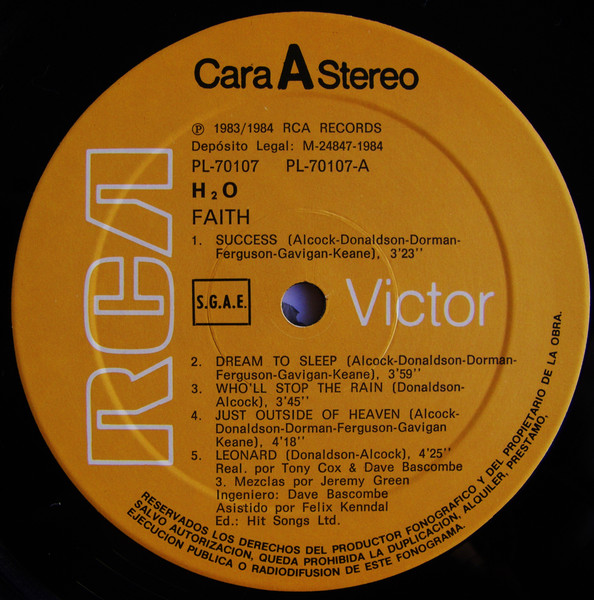 Cara A Stereo
℗ 1983/1984 RCA RECORDS
Depósito Legal: M-24847-1984
PL-70107 PL-70107-A
H₂O
FAITH
1. SUCCESS (Alcock-Donaldson-Dorman-
Ferguson-Gavigan-Keane), 3'23''
RCA
S.G.A.E.
Victor
2. DREAM TO SLEEP (Alcock-Donaldson-Dorman-
Ferguson-Gavigan-Keane), 3'59''
3. WHO'LL STOP THE RAIN (Donaldson-
Alcock), 3'45''
4. JUST OUTSIDE OF HEAVEN (Alcock-
Donaldson-Dorman-Ferguson-Gavigan
Keane), 4'18''
5. LEONARD (Donaldson-Alcock), 4'25''
Real. por Tony Cox & Dave Bascombe
3. Mezclas por Jeremy Green
Ingeniero: Dave Bascombe
Asistido por Felix Kenndal
Ed.: Hit Songs Ltd.
RESERVADOS LOS DERECHOS DEL PRODUCTOR FONOGRAFICO Y DEL PROPIETARIO DE LA OBRA.
SALVO AUTORIZACION, QUEDA PROHIBIDA LA DUPLICACION, ALQUILER, PRESTAMO,
EJECUCION PUBLICA O RADIODIFUSION DE ESTE FONOGRAMA.